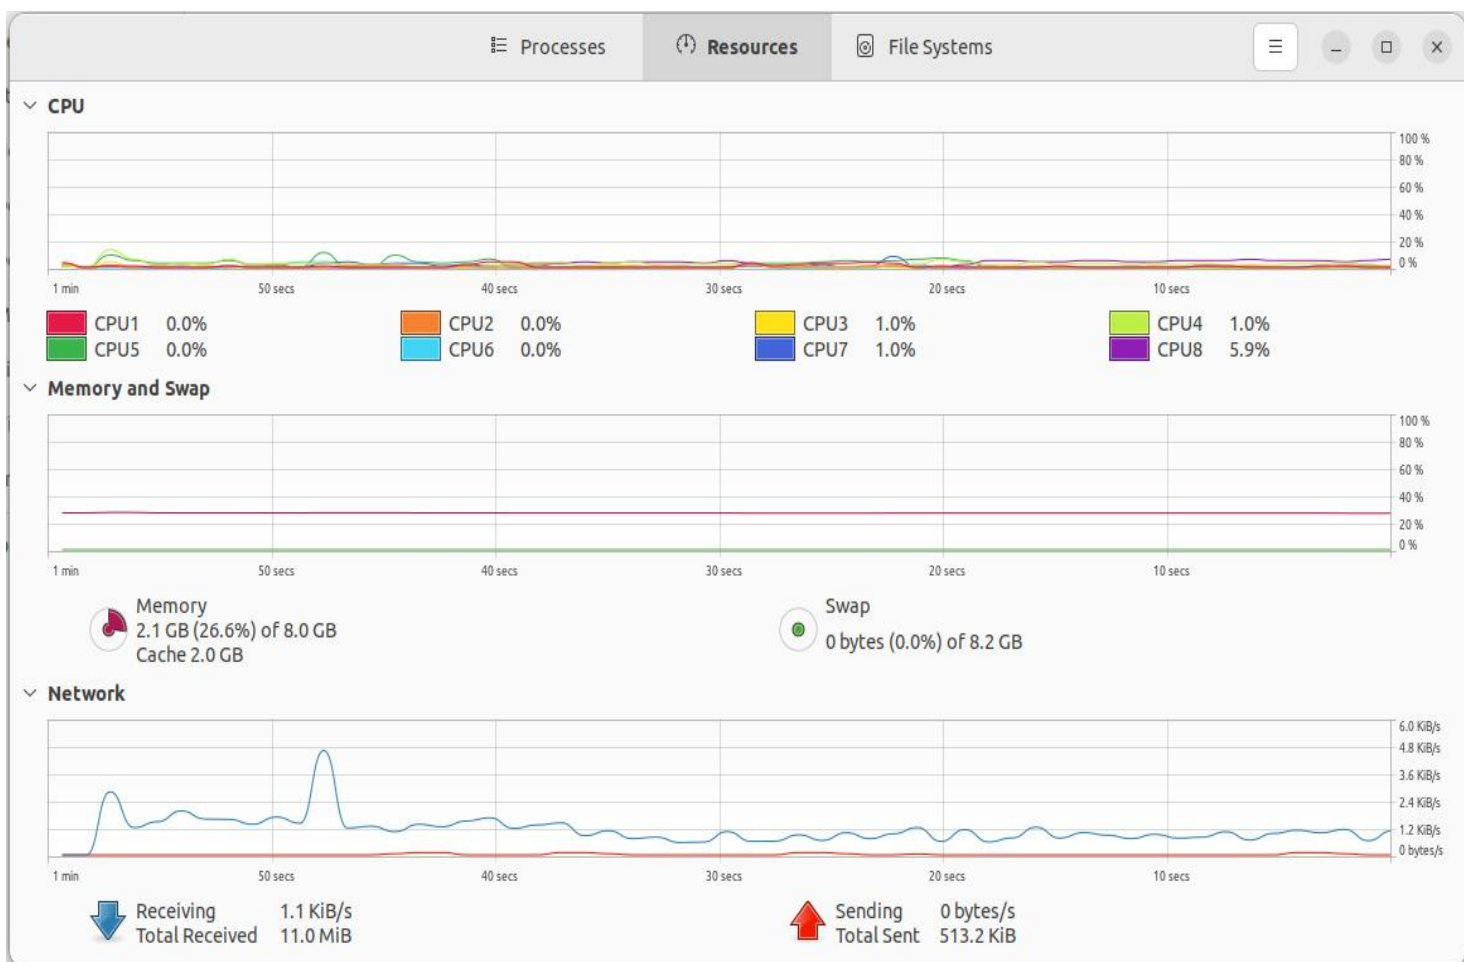 Processes
Resources
File Systems
CPU
100 %
80 %
60 %
40 %
20 %
0 %
1 min 50 secs 40 secs 30 secs 20 secs 10 secs
CPU1 0.0% CPU2 0.0% CPU3 1.0% CPU4 1.0%
CPU5 0.0% CPU6 0.0% CPU7 1.0% CPU8 5.9%
Memory and Swap
100 %
80 %
60 %
40 %
20 %
0 %
1 min 50 secs 40 secs 30 secs 20 secs 10 secs
Memory
2.1 GB (26.6%) of 8.0 GB
Cache 2.0 GB
Swap
0 bytes (0.0%) of 8.2 GB
Network
6.0 KiB/s
4.8 KiB/s
3.6 KiB/s
2.4 KiB/s
1.2 KiB/s
0 bytes/s
1 min 50 secs 40 secs 30 secs 20 secs 10 secs
Receiving 1.1 KiB/s
Total Received 11.0 MiB
Sending 0 bytes/s
Total Sent 513.2 KiB